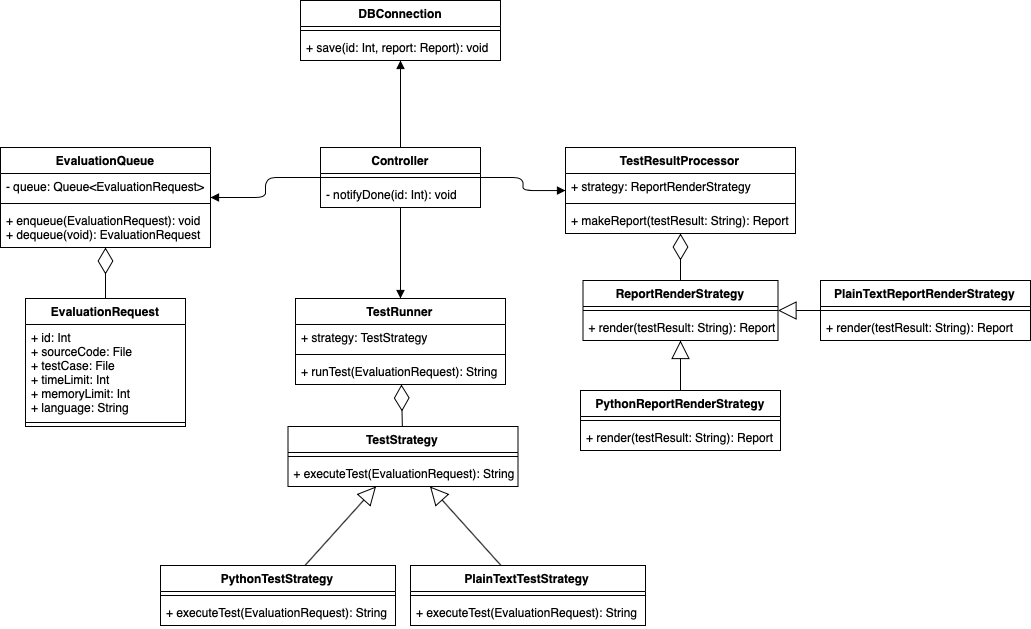 DBConnection
+ save(id: Int, report: Report): void
EvaluationQueue
- queue: Queue<EvaluationRequest>
+ enqueue(EvaluationRequest): void
+ dequeue(void): EvaluationRequest
Controller
- notifyDone(id: Int): void
TestResultProcessor
+ strategy: ReportRenderStrategy
+ makeReport(testResult: String): Report
EvaluationRequest
+ id: Int
+ sourceCode: File
+ testCase: File
+ timeLimit: Int
+ memoryLimit: Int
+ language: String
TestRunner
+ strategy: TestStrategy
+ runTest(EvaluationRequest): String
ReportRenderStrategy
+ render(testResult: String): Report
PlainTextReportRenderStrategy
+ render(testResult: String): Report
PythonReportRenderStrategy
+ render(testResult: String): Report
TestStrategy
+ executeTest(EvaluationRequest): String
PythonTestStrategy
+ executeTest(EvaluationRequest): String
PlainTextTestStrategy
+ executeTest(EvaluationRequest): String